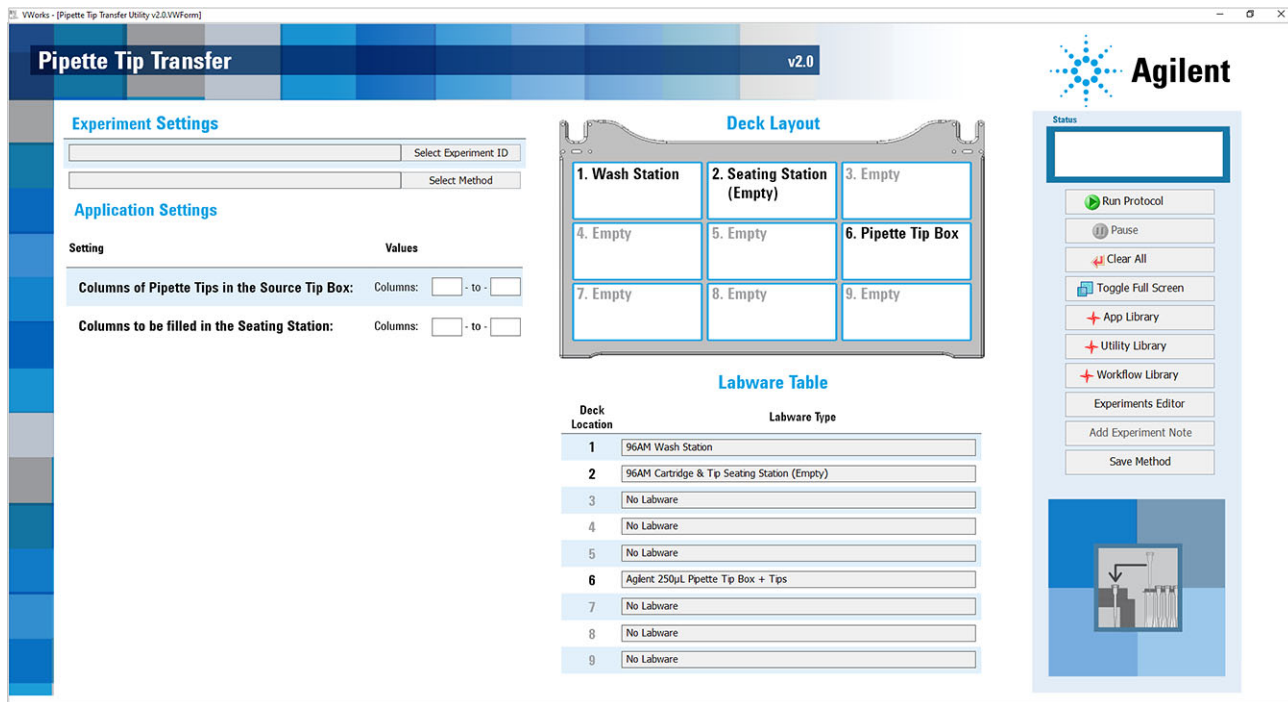 VWorks - [Pipette Tip Transfer Utility v2.0.VWForm]
Pipette Tip Transfer
v2.0
Agilent
Experiment Settings
Select Experiment ID
Select Method
Application Settings
Setting Values
Columns of Pipette Tips in the Source Tip Box: Columns: - to -
Columns to be filled in the Seating Station: Columns: - to -
Deck Layout
1. Wash Station
2. Seating Station
(Empty)
3. Empty
4. Empty
5. Empty
6. Pipette Tip Box
7. Empty
8. Empty
9. Empty
Labware Table
Deck
Location
Labware Type
1 96AM Wash Station
2 96AM Cartridge & Tip Seating Station (Empty)
3 No Labware
4 No Labware
5 No Labware
6 Agilent 250µL Pipette Tip Box + Tips
7 No Labware
8 No Labware
9 No Labware
Status
Run Protocol
Pause
Clear All
Toggle Full Screen
App Library
Utility Library
Workflow Library
Experiments Editor
Add Experiment Note
Save Method